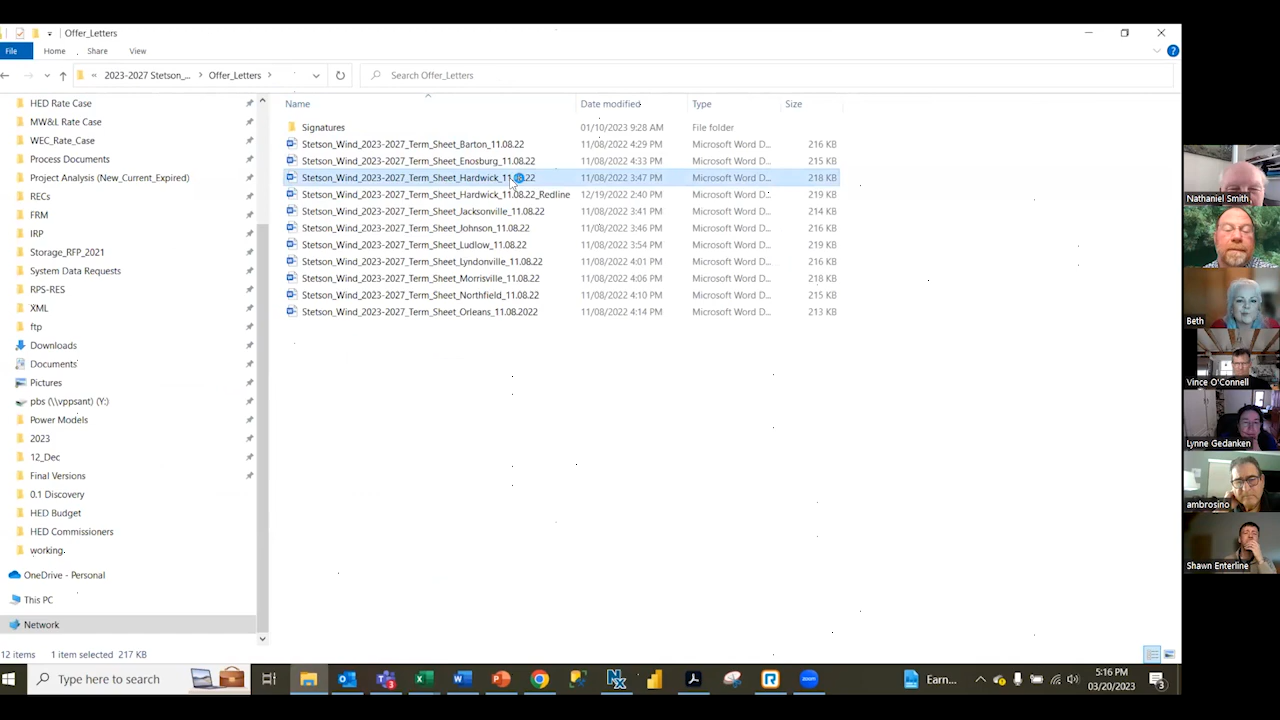 Offer_Letters
File Home Share View
« 2023-2027 Stetson_... > Offer_Letters > Search Offer_Letters
Name Date modified Type Size
HED Rate Case
MW&L Rate Case
WEC_Rate_Case
Process Documents
Project Analysis (New_Current_Expired)
RECs
FRM
IRP
Storage_RFP_2021
System Data Requests
RPS-RES
XML
ftp
Downloads
Documents
Pictures
pbs (\\vppsant) (Y:)
Power Models
2023
12_Dec
Final Versions
0.1 Discovery
HED Budget
HED Commissioners
working.
OneDrive - Personal
This PC
Network
Signatures 01/10/2023 9:28 AM File folder
Stetson_Wind_2023-2027_Term_Sheet_Barton_11.08.22 11/08/2022 4:29 PM Microsoft Word D... 216 KB
Stetson_Wind_2023-2027_Term_Sheet_Enosburg_11.08.22 11/08/2022 4:33 PM Microsoft Word D... 215 KB
Stetson_Wind_2023-2027_Term_Sheet_Hardwick_11.08.22 11/08/2022 3:47 PM Microsoft Word D... 218 KB
Stetson_Wind_2023-2027_Term_Sheet_Hardwick_11.08.22_Redline 12/19/2022 2:40 PM Microsoft Word D... 219 KB
Stetson_Wind_2023-2027_Term_Sheet_Jacksonville_11.08.22 11/08/2022 3:41 PM Microsoft Word D... 214 KB
Stetson_Wind_2023-2027_Term_Sheet_Johnson_11.08.22 11/08/2022 3:46 PM Microsoft Word D... 216 KB
Stetson_Wind_2023-2027_Term_Sheet_Ludlow_11.08.22 11/08/2022 3:54 PM Microsoft Word D... 219 KB
Stetson_Wind_2023-2027_Term_Sheet_Lyndonville_11.08.22 11/08/2022 4:01 PM Microsoft Word D... 216 KB
Stetson_Wind_2023-2027_Term_Sheet_Morrisville_11.08.22 11/08/2022 4:06 PM Microsoft Word D... 218 KB
Stetson_Wind_2023-2027_Term_Sheet_Northfield_11.08.22 11/08/2022 4:10 PM Microsoft Word D... 215 KB
Stetson_Wind_2023-2027_Term_Sheet_Orleans_11.08.2022 11/08/2022 4:14 PM Microsoft Word D... 213 KB
12 items 1 item selected 217 KB
Type here to search
Earn...
5:16 PM
03/20/2023
3
Nathaniel Smith
Beth
Vince O'Connell
Lynne Gedanken
ambrosino
Shawn Enterline